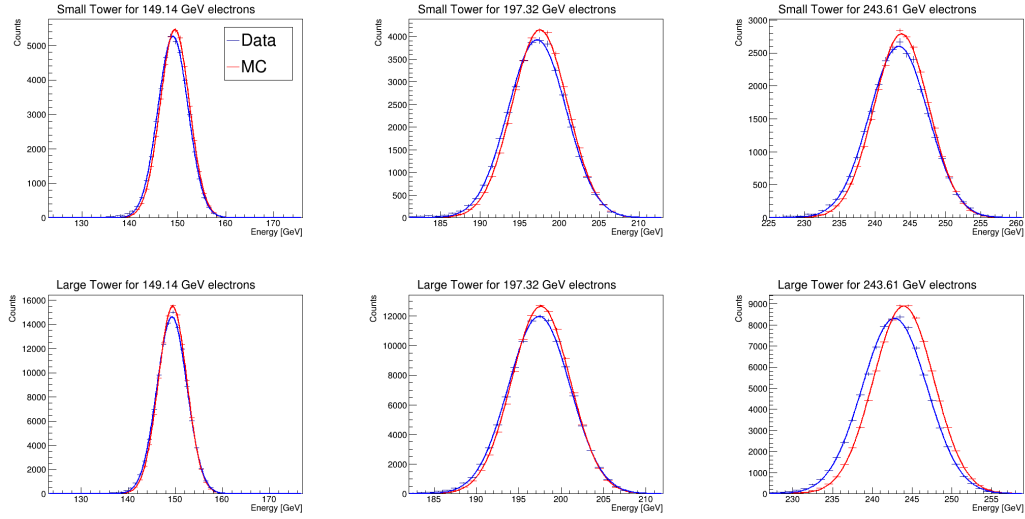 Small Tower for 149.14 GeV electrons
Counts
5000
4000
3000
2000
1000
0
130 140 150 160 170
Energy [GeV]
Data
MC
Small Tower for 197.32 GeV electrons
Counts
4000
3500
3000
2500
2000
1500
1000
500
0
185 190 195 200 205 210
Energy [GeV]
Small Tower for 243.61 GeV electrons
Counts
3000
2500
2000
1500
1000
500
0
225 230 235 240 245 250 255 260
Energy [GeV]
Large Tower for 149.14 GeV electrons
Counts
16000
14000
12000
10000
8000
6000
4000
2000
0
130 140 150 160 170
Energy [GeV]
Large Tower for 197.32 GeV electrons
Counts
12000
10000
8000
6000
4000
2000
0
185 190 195 200 205 210
Energy [GeV]
Large Tower for 243.61 GeV electrons
Counts
9000
8000
7000
6000
5000
4000
3000
2000
1000
0
230 235 240 245 250 255
Energy [GeV]